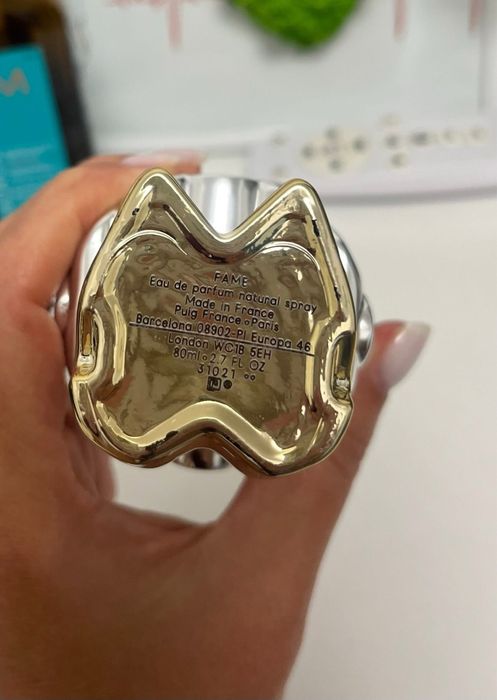 FAME
Eau de parfum natural spray
Made in France
Puig France o Paris
Barcelona 08902-PI Europa 46
London WC1B 5EH
80ml o 2.7 FL OZ
31021